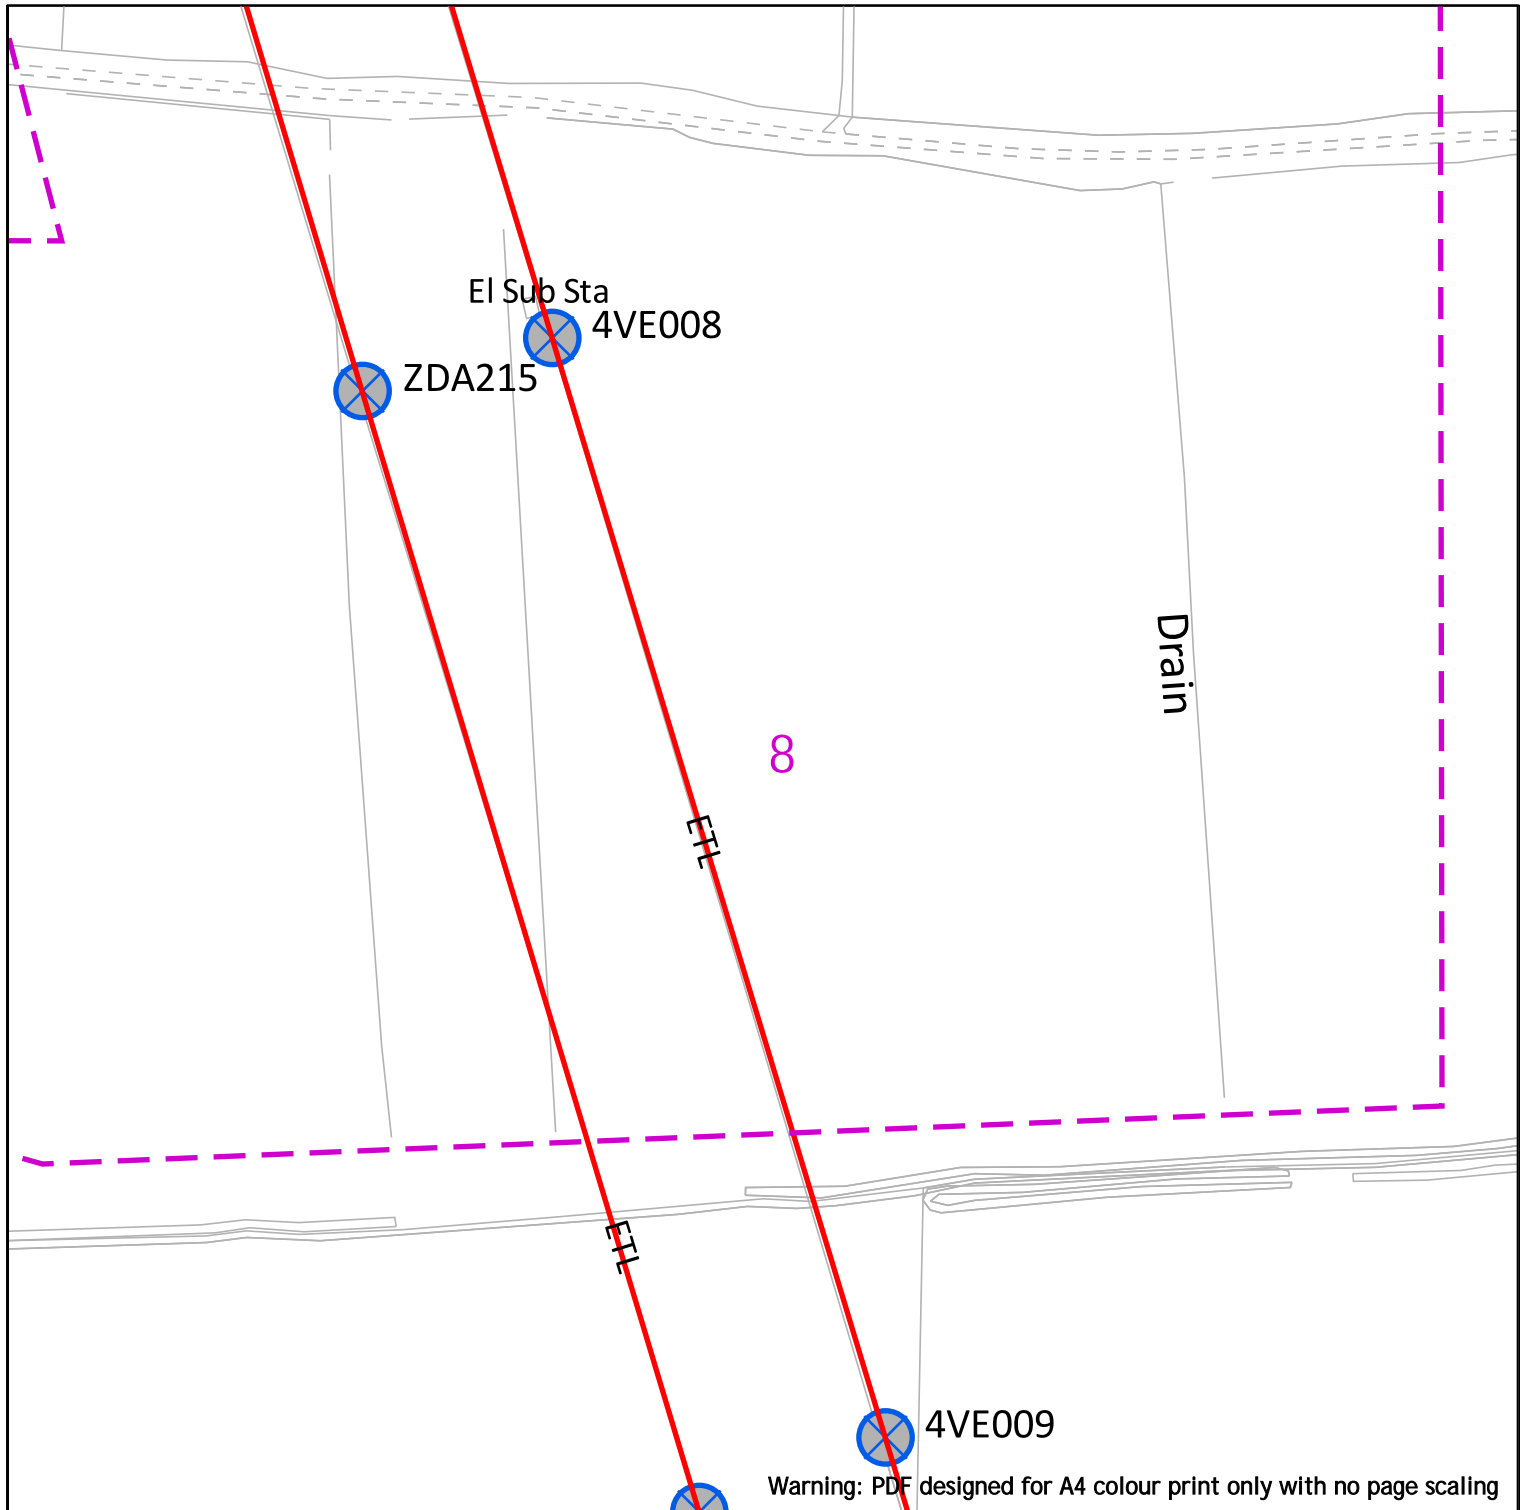 El Sub Sta
4VE008
ZDA215
Drain
8
ETL
ETL
4VE009
Warning: PDF designed for A4 colour print only with no page scaling